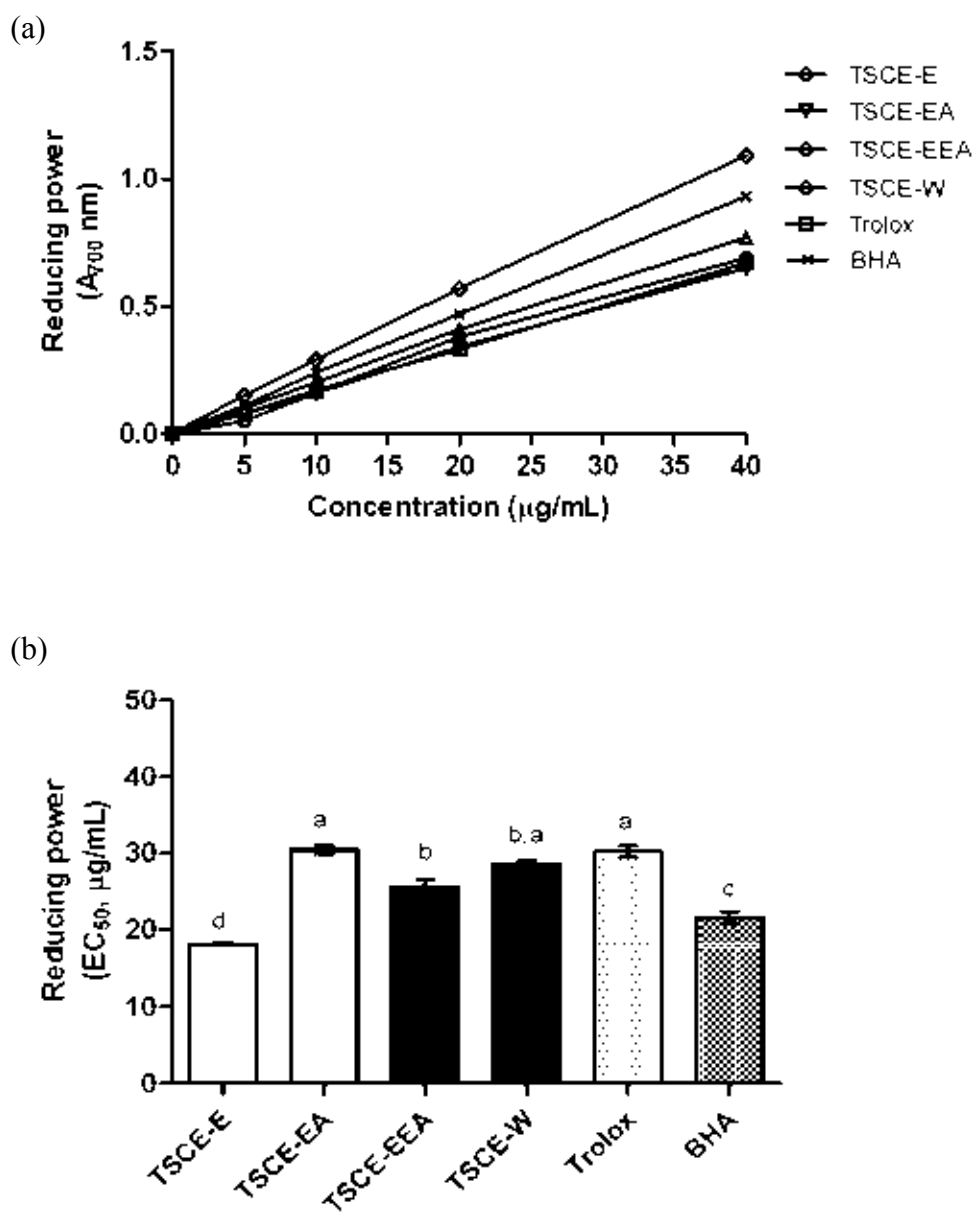 (a)
1.5
1.0
0.5
0.0
Reducing power
(A700 nm)
0 5 10 15 20 25 30 35 40
Concentration (μg/mL)
TSCE-E
TSCE-EA
TSCE-EEA
TSCE-W
Trolox
BHA
(b)
50
40
30
20
10
0
Reducing power
(EC50, μg/mL)
d a b b,a a c
TSCE-E TSCE-EA TSCE-EEA TSCE-W Trolox BHA